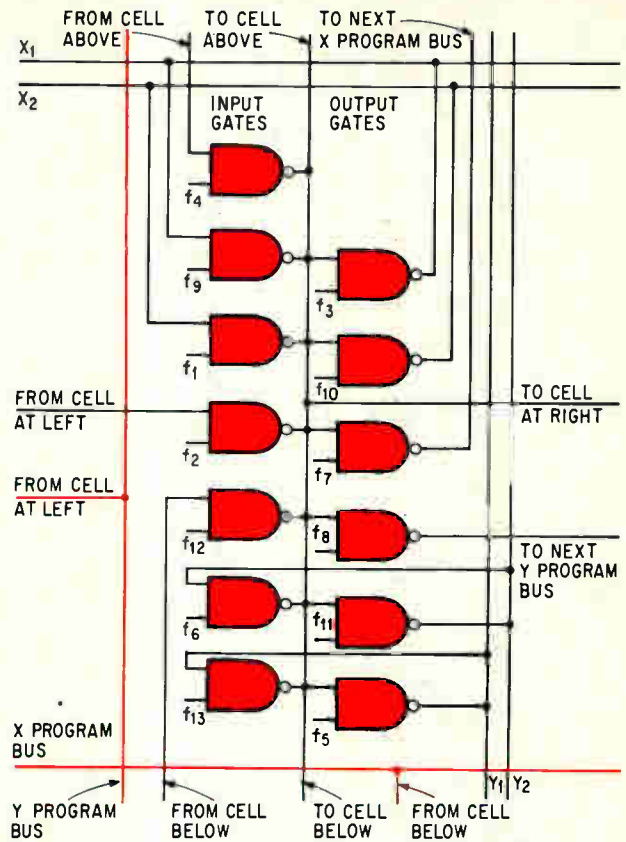 FROM CELL
ABOVE
TO CELL
ABOVE
TO NEXT
X PROGRAM BUS
X1
X2
INPUT
GATES
OUTPUT
GATES
f4
f9
f3
f1
f10
FROM CELL
AT LEFT
TO CELL
AT RIGHT
f2
f7
FROM CELL
AT LEFT
f12
f8
TO NEXT
Y PROGRAM
BUS
f6
f11
f13
f5
X PROGRAM
BUS
Y1
Y2
Y PROGRAM
BUS
FROM CELL
BELOW
TO CELL
BELOW
FROM CELL
BELOW